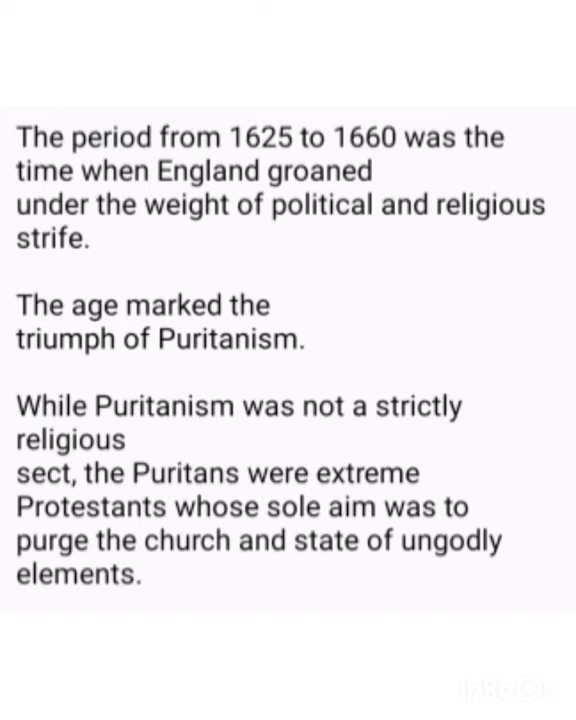 The period from 1625 to 1660 was the
time when England groaned
under the weight of political and religious
strife.
The age marked the
triumph of Puritanism.
While Puritanism was not a strictly
religious
sect, the Puritans were extreme
Protestants whose sole aim was to
purge the church and state of ungodly
elements.